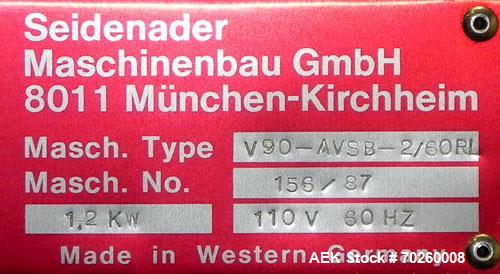 Seidenader
Maschinenbau GmbH
8011 München-Kirchheim
Masch. Type V90-AVSB-2/60RL
Masch. No. 156/87
1,2 KW 110 V 60 HZ
Made in Western Germany
AEK Stock # 70260008